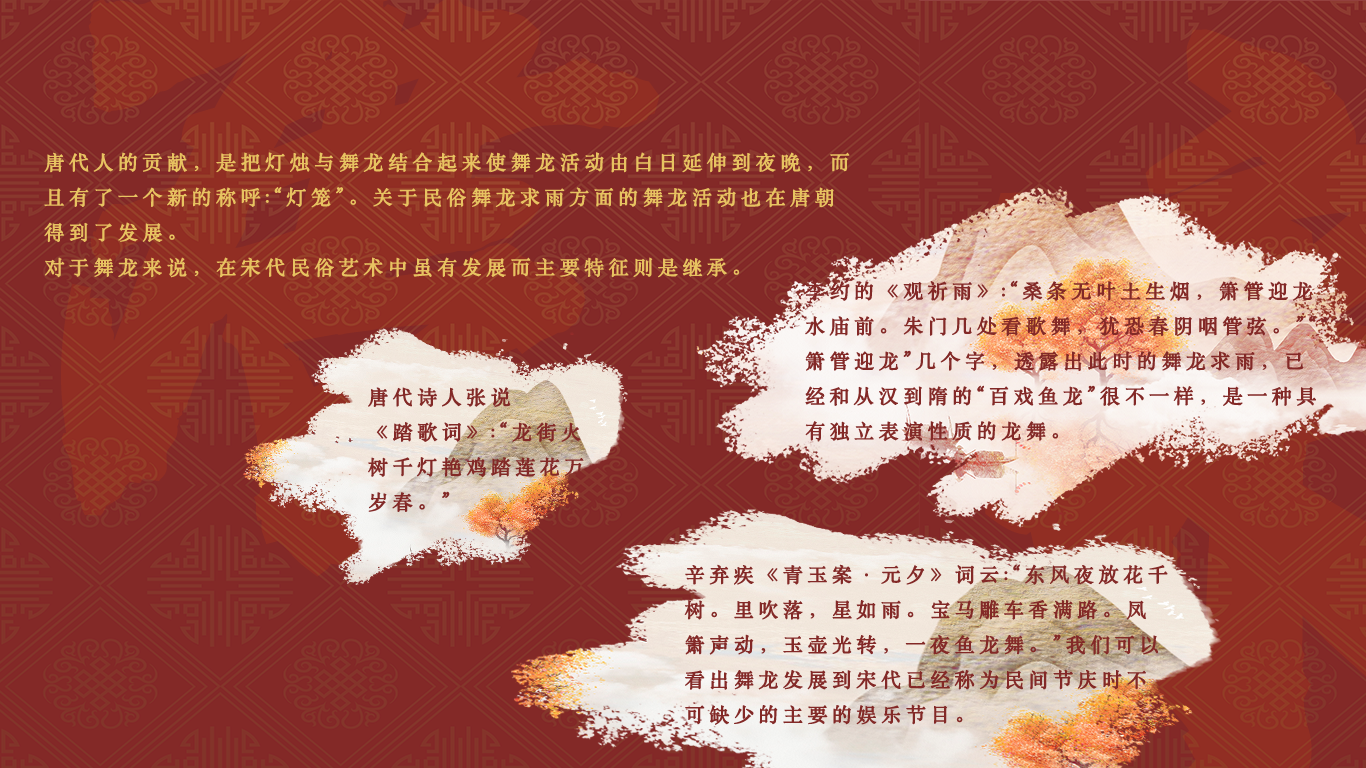 唐代人的贡献，是把灯烛与舞龙结合起来使舞龙活动由白日延伸到夜晚，而
且有了一个新的称呼:“灯笼”。关于民俗舞龙求雨方面的舞龙活动也在唐朝
得到了发展。
对于舞龙来说，在宋代民俗艺术中虽有发展而主要特征则是继承。
李约的《观祈雨》:“桑条无叶土生烟，箫管迎龙
水庙前。朱门几处看歌舞，犹恐春阴咽管弦。”“
箫管迎龙”几个字，透露出此时的舞龙求雨，已
经和从汉到隋的“百戏鱼龙”很不一样，是一种具
有独立表演性质的龙舞。
唐代诗人张说
《踏歌词》:“龙街火
树千灯艳鸡踏莲花万
岁春。”
辛弃疾《青玉案·元夕》词云:“东风夜放花千
树。里吹落，星如雨。宝马雕车香满路。凤
箫声动，玉壶光转，一夜鱼龙舞。”我们可以
看出舞龙发展到宋代已经称为民间节庆时不
可缺少的主要的娱乐节目。